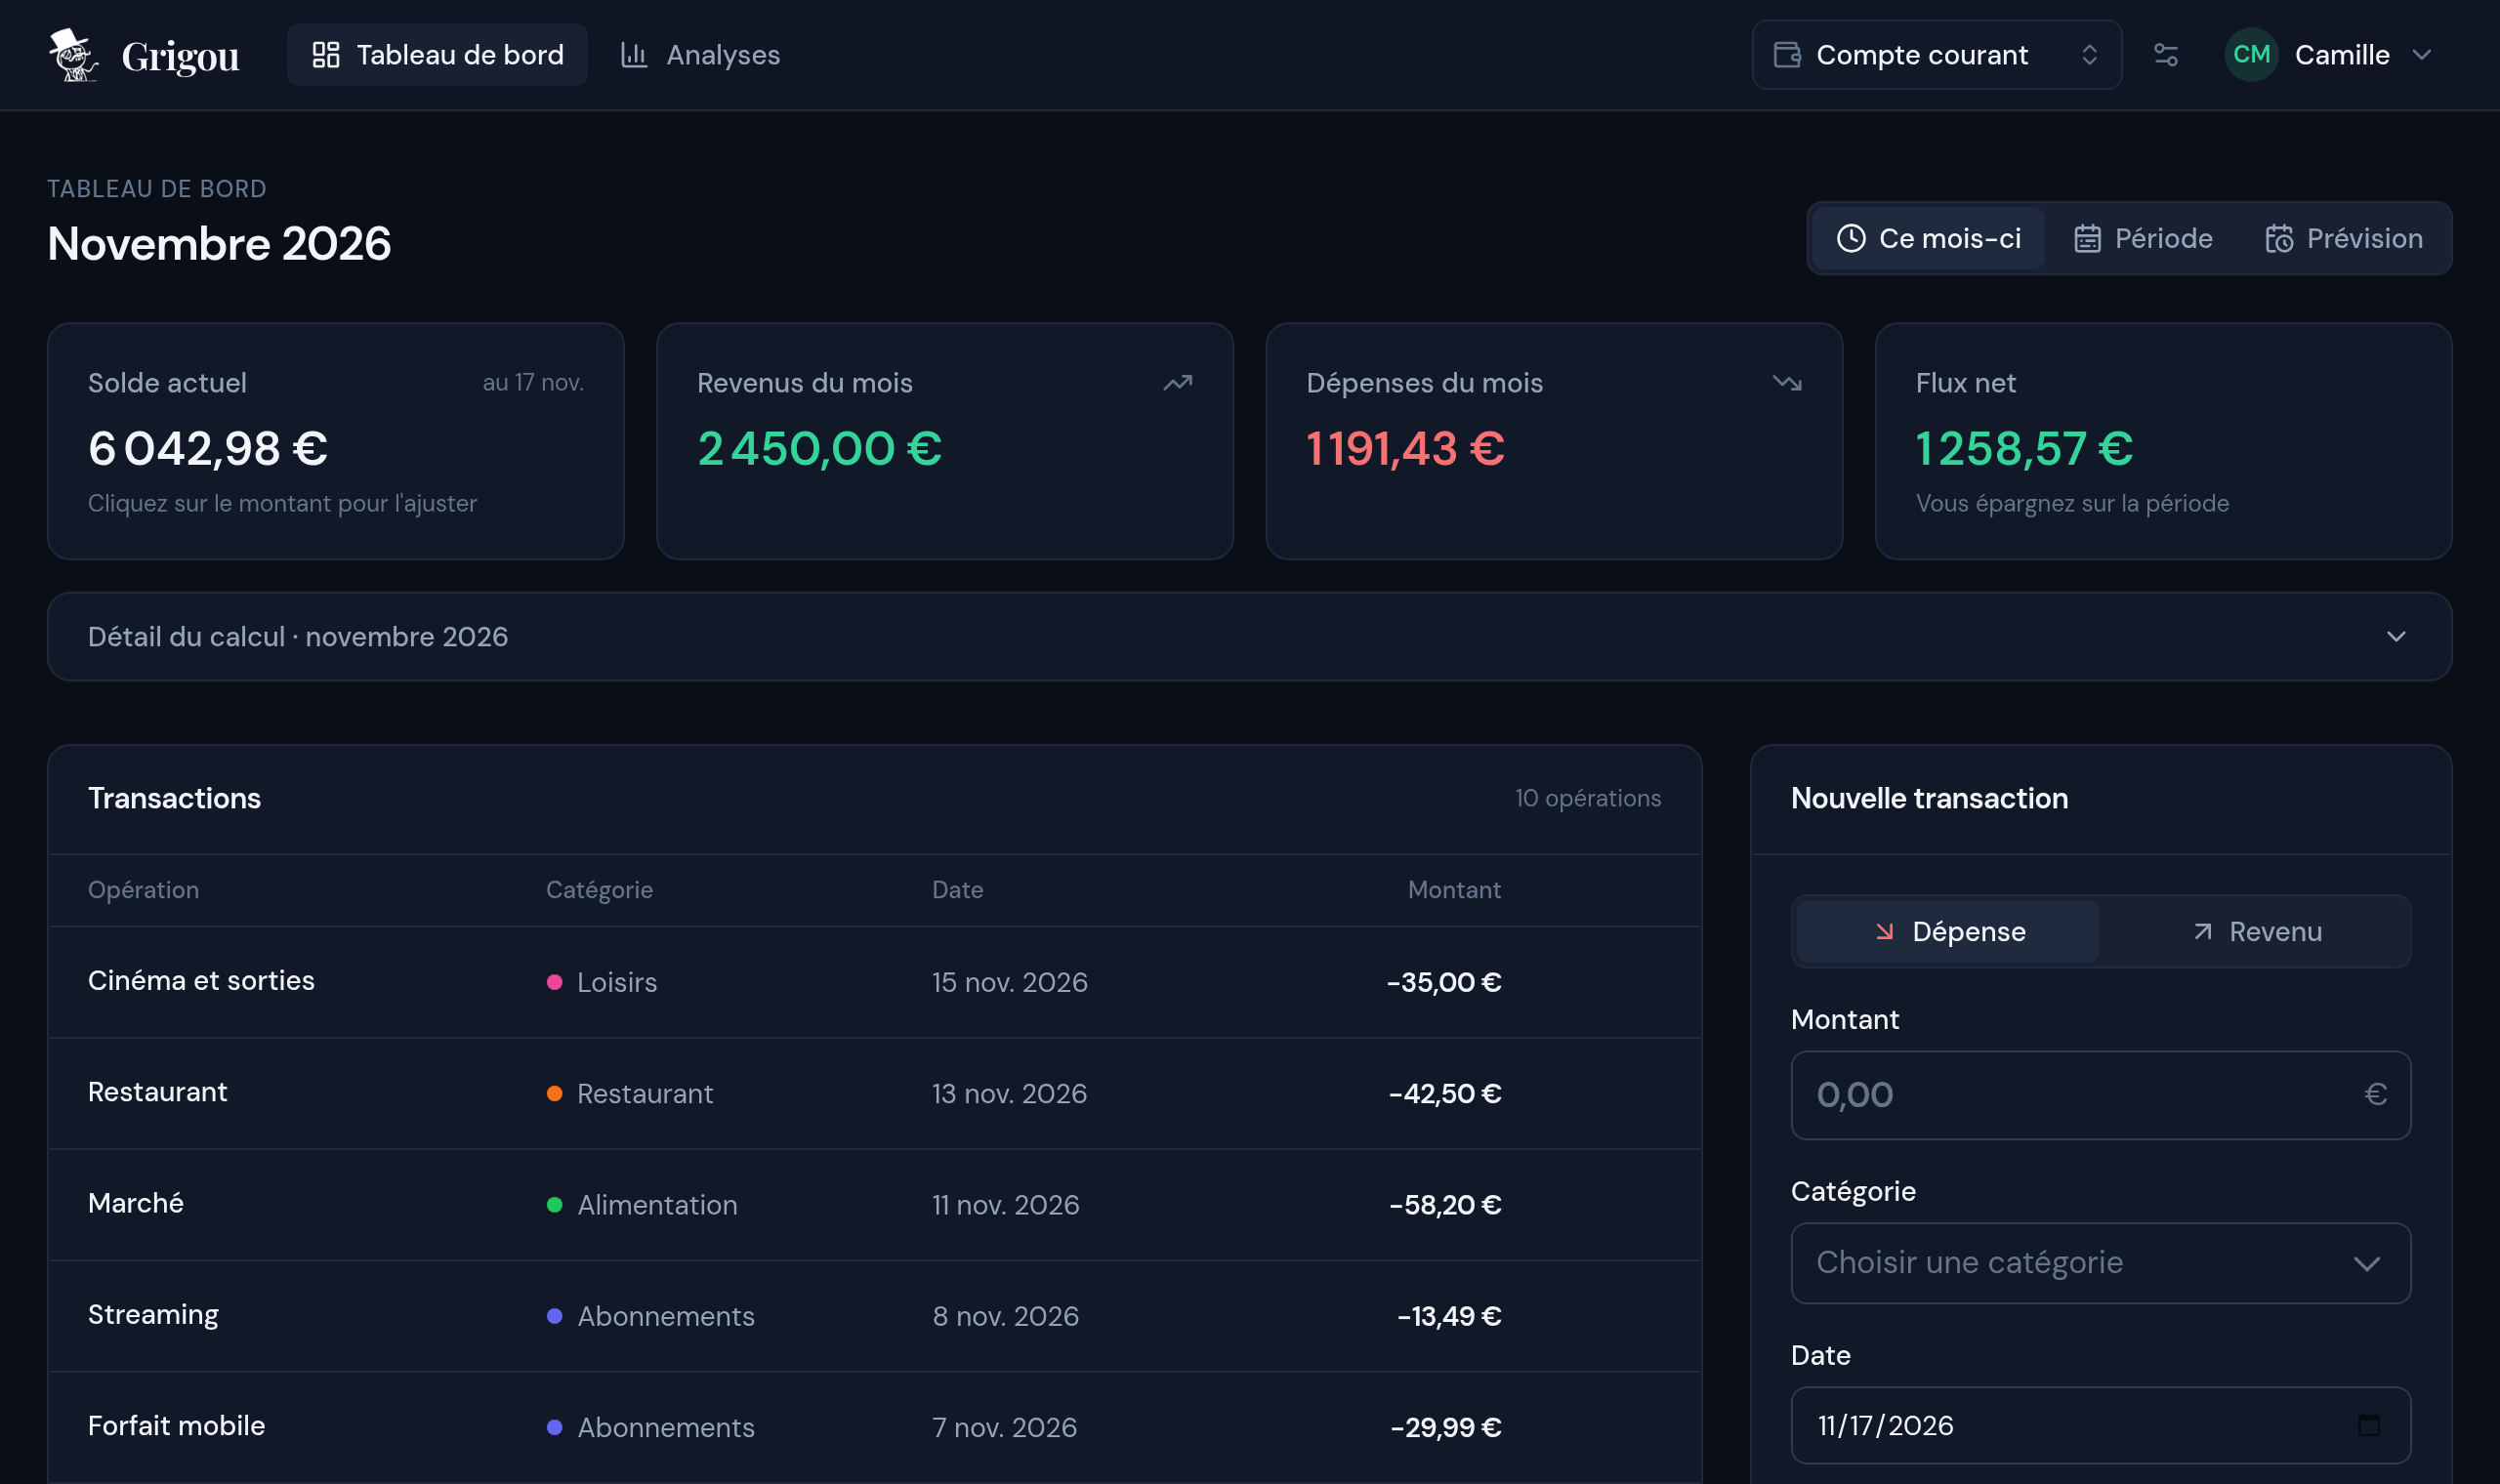 Grigou
Tableau de bord
Analyses
Compte courant
CM
Camille
TABLEAU DE BORD
Novembre 2026
Ce mois-ci
Période
Prévision
Solde actuel
au 17 nov.
6 042,98 €
Cliquez sur le montant pour l'ajuster
Revenus du mois
2 450,00 €
Dépenses du mois
1 191,43 €
Flux net
1 258,57 €
Vous épargnez sur la période
Détail du calcul · novembre 2026
Transactions
10 opérations
Opération Catégorie Date Montant
Cinéma et sorties Loisirs 15 nov. 2026 -35,00 €
Restaurant Restaurant 13 nov. 2026 -42,50 €
Marché Alimentation 11 nov. 2026 -58,20 €
Streaming Abonnements 8 nov. 2026 -13,49 €
Forfait mobile Abonnements 7 nov. 2026 -29,99 €
Nouvelle transaction
Dépense
Revenu
Montant
0,00 €
Catégorie
Choisir une catégorie
Date
11/17/2026